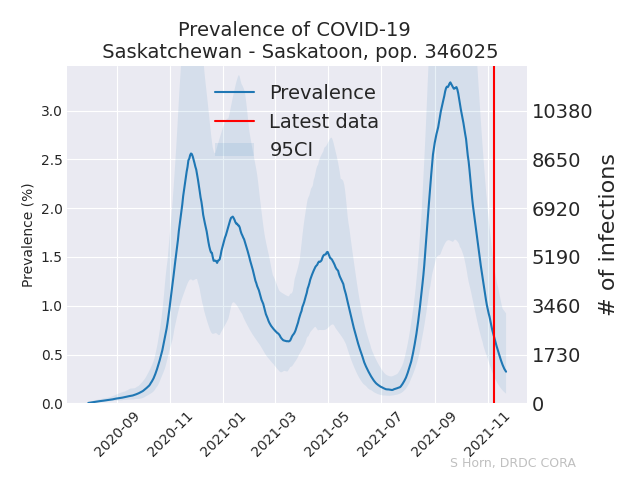 Prevalence of COVID-19
Saskatchewan - Saskatoon, pop. 346025
Prevalence
Latest data
95CI
Prevalence (%)
3.0
2.5
2.0
1.5
1.0
0.5
0.0
10380
8650
6920
5190
3460
1730
0
# of infections
2020-09
2020-11
2021-01
2021-03
2021-05
2021-07
2021-09
2021-11
S Horn, DRDC CORA